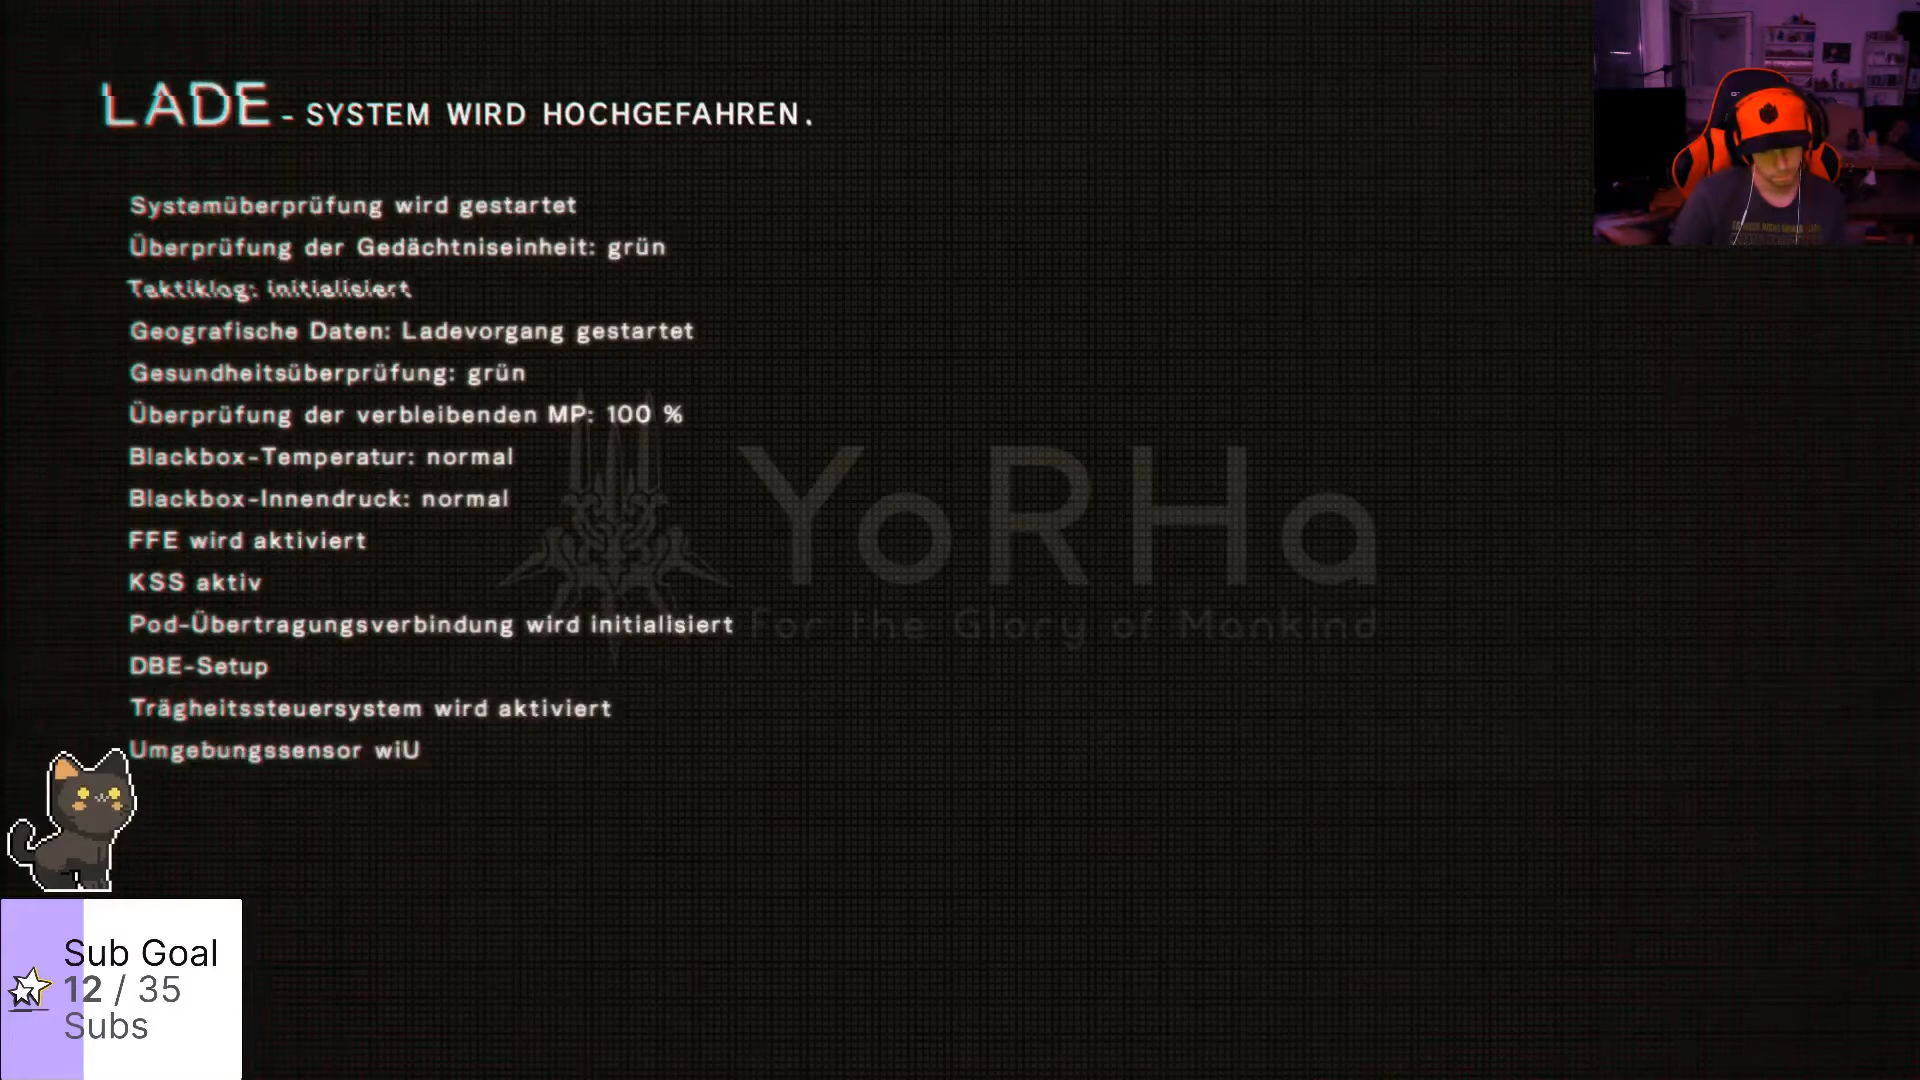 LADE - SYSTEM WIRD HOCHGEFAHREN.
Systemüberprüfung wird gestartet
Überprüfung der Gedächtniseinheit: grün
Taktiklog: initialisiert
Geografische Daten: Ladevorgang gestartet
Gesundheitsüberprüfung: grün
Überprüfung der verbleibenden MP: 100 %
Blackbox-Temperatur: normal
Blackbox-Innendruck: normal
FFE wird aktiviert
KSS aktiv
Pod-Übertragungsverbindung wird initialisiert
DBE-Setup
Trägheitssteuersystem wird aktiviert
Umgebungssensor wiU
YoRHa
For the Glory of Mankind
Sub Goal
12 / 35
Subs